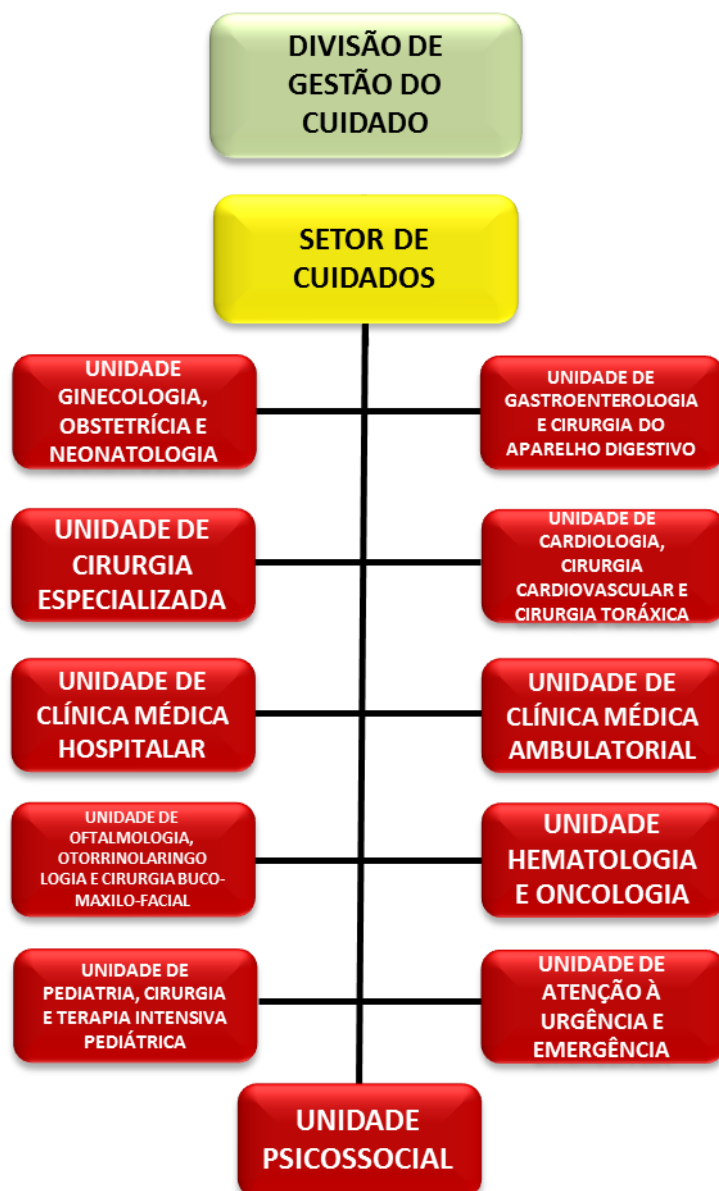 DIVISÃO DE
GESTÃO DO
CUIDADO
SETOR DE
CUIDADOS
UNIDADE
GINECOLOGIA,
OBSTETRÍCIA E
NEONATOLOGIA
UNIDADE DE
GASTROENTEROLOGIA
E CIRURGIA DO
APARELHO DIGESTIVO
UNIDADE DE
CIRURGIA
ESPECIALIZADA
UNIDADE DE
CARDIOLOGIA,
CIRURGIA
CARDIOVASCULAR E
CIRURGIA TORÁXICA
UNIDADE DE
CLÍNICA MÉDICA
HOSPITALAR
UNIDADE DE
CLÍNICA MÉDICA
AMBULATORIAL
UNIDADE DE
OFTALMOLOGIA,
OTORRINOLARINGO
LOGIA E CIRURGIA BUCO-
MAXILO-FACIAL
UNIDADE
HEMATOLOGIA
E ONCOLOGIA
UNIDADE DE
PEDIATRIA, CIRURGIA
E TERAPIA INTENSIVA
PEDIÁTRICA
UNIDADE DE
ATENÇÃO À
URGÊNCIA E
EMERGÊNCIA
UNIDADE
PSICOSSOCIAL